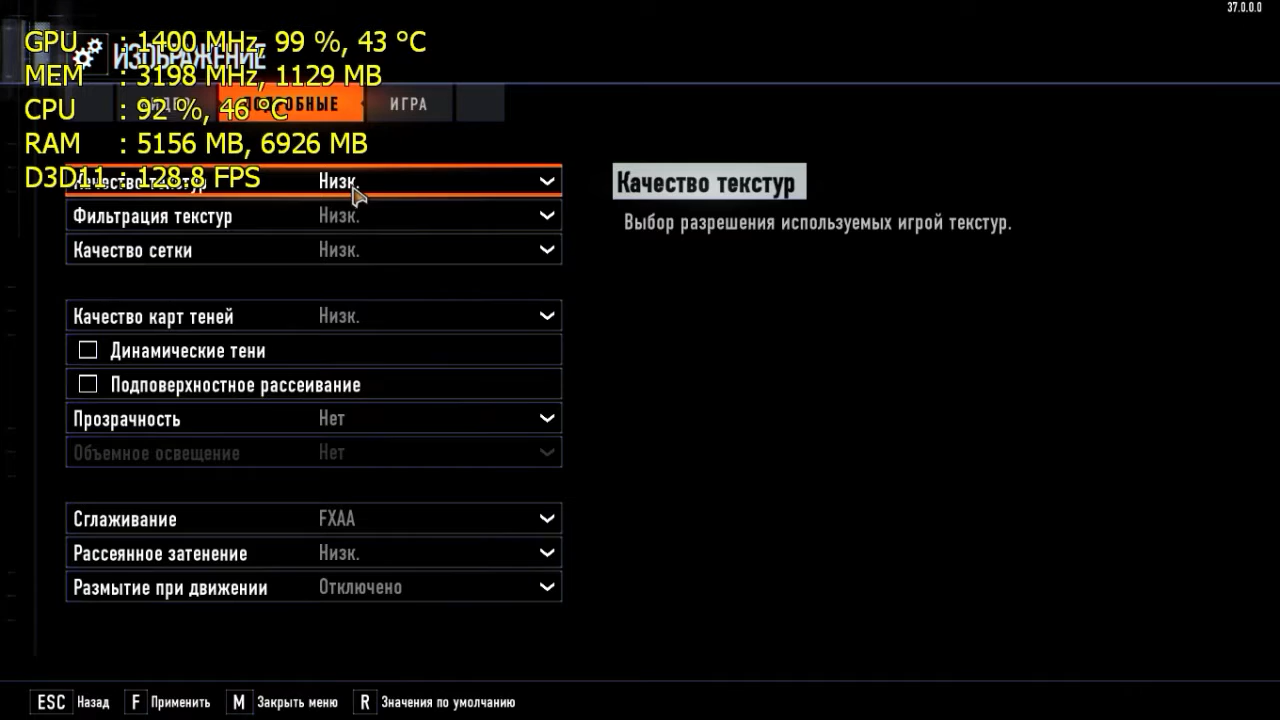 37.0.0.0
GPU : 1400 MHz, 99 %, 43 °C
ИЗОБРАЖЕНИЕ
MEM : 3198 MHz, 1129 MB
CPU : 92 %, 46 °C
ИГРА
RAM : 5156 MB, 6926 MB
D3D11 : 128.8 FPS
Качество текстур Низк.
Качество текстур
Фильтрация текстур Низк.
Выбор разрешения используемых игрой текстур.
Качество сетки Низк.
Качество карт теней Низк.
Динамические тени
Подповерхностное рассеивание
Прозрачность Нет
Объемное освещение Нет
Сглаживание FXAA
Рассеянное затенение Низк.
Размытие при движении Отключено
ESC Назад F Применить M Закрыть меню R Значения по умолчанию